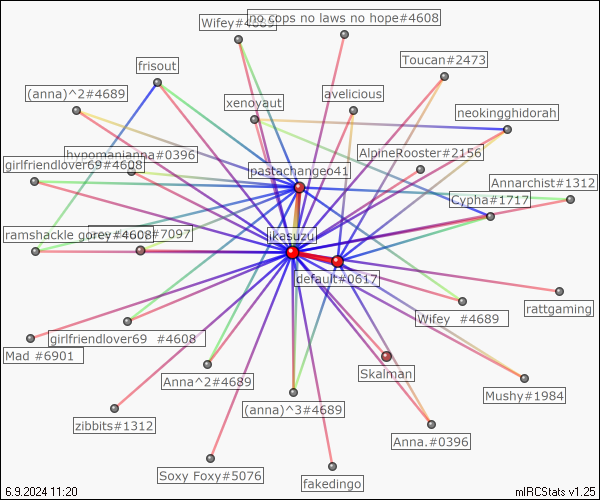 Wifey#4689
no cops no laws no hope#4608
Toucan#2473
frisout
(anna)^2#4689
xenoyaut
avelicious
neokingghidorah
hypomanianna#0396
AlpineRooster#2156
girlfriendlover69#4608
pastachangeo41
Annarchist#1312
Cypha#1717
ramshackle gorey#4608
#7097
ikasuzu
default#0617
rattgaming
girlfriendlover69 #4608
Wifey #4689
Mad #6901
Anna^2#4689
Skalman
Mushy#1984
(anna)^3#4689
zibbits#1312
Anna.#0396
Soxy Foxy#5076
fakedingo
6.9.2024 11:20
mIRCStats v1.25